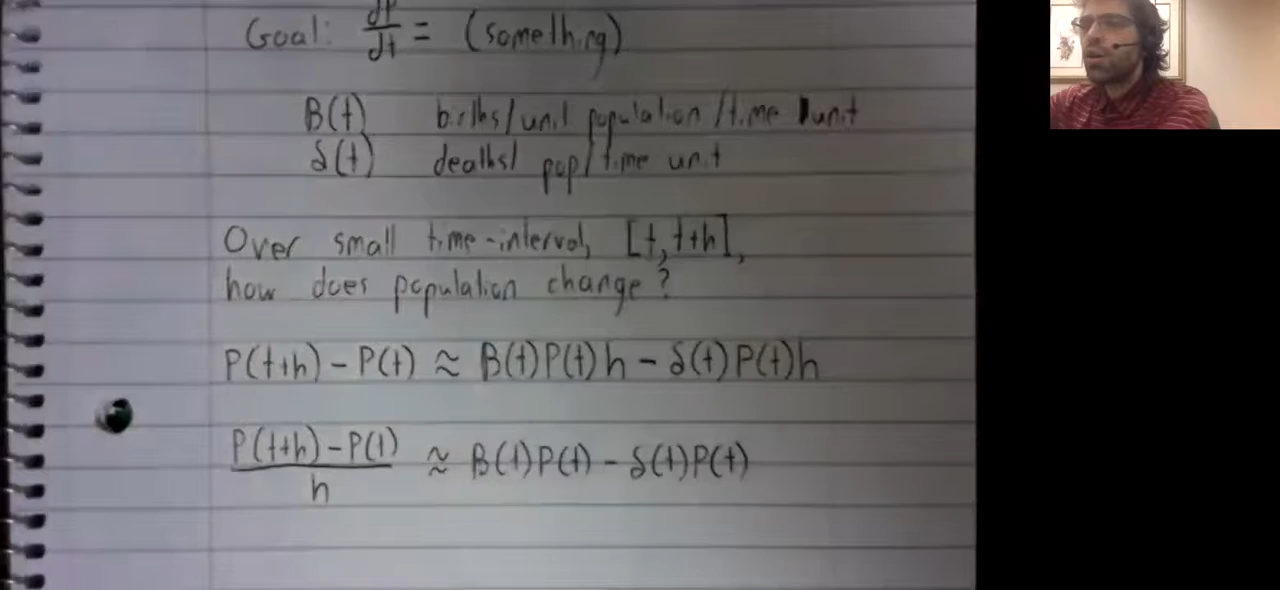 Goal: dP/dt = (something)
B(t) births/unit population/time unit
δ(t) deaths/pop/time unit
Over small time-interval, [t, t+h],
how does population change?
P(t+h) - P(t) ≈ B(t)P(t)h - δ(t)P(t)h
P(t+h) - P(t)/h ≈ B(t)P(t) - δ(t)P(t)